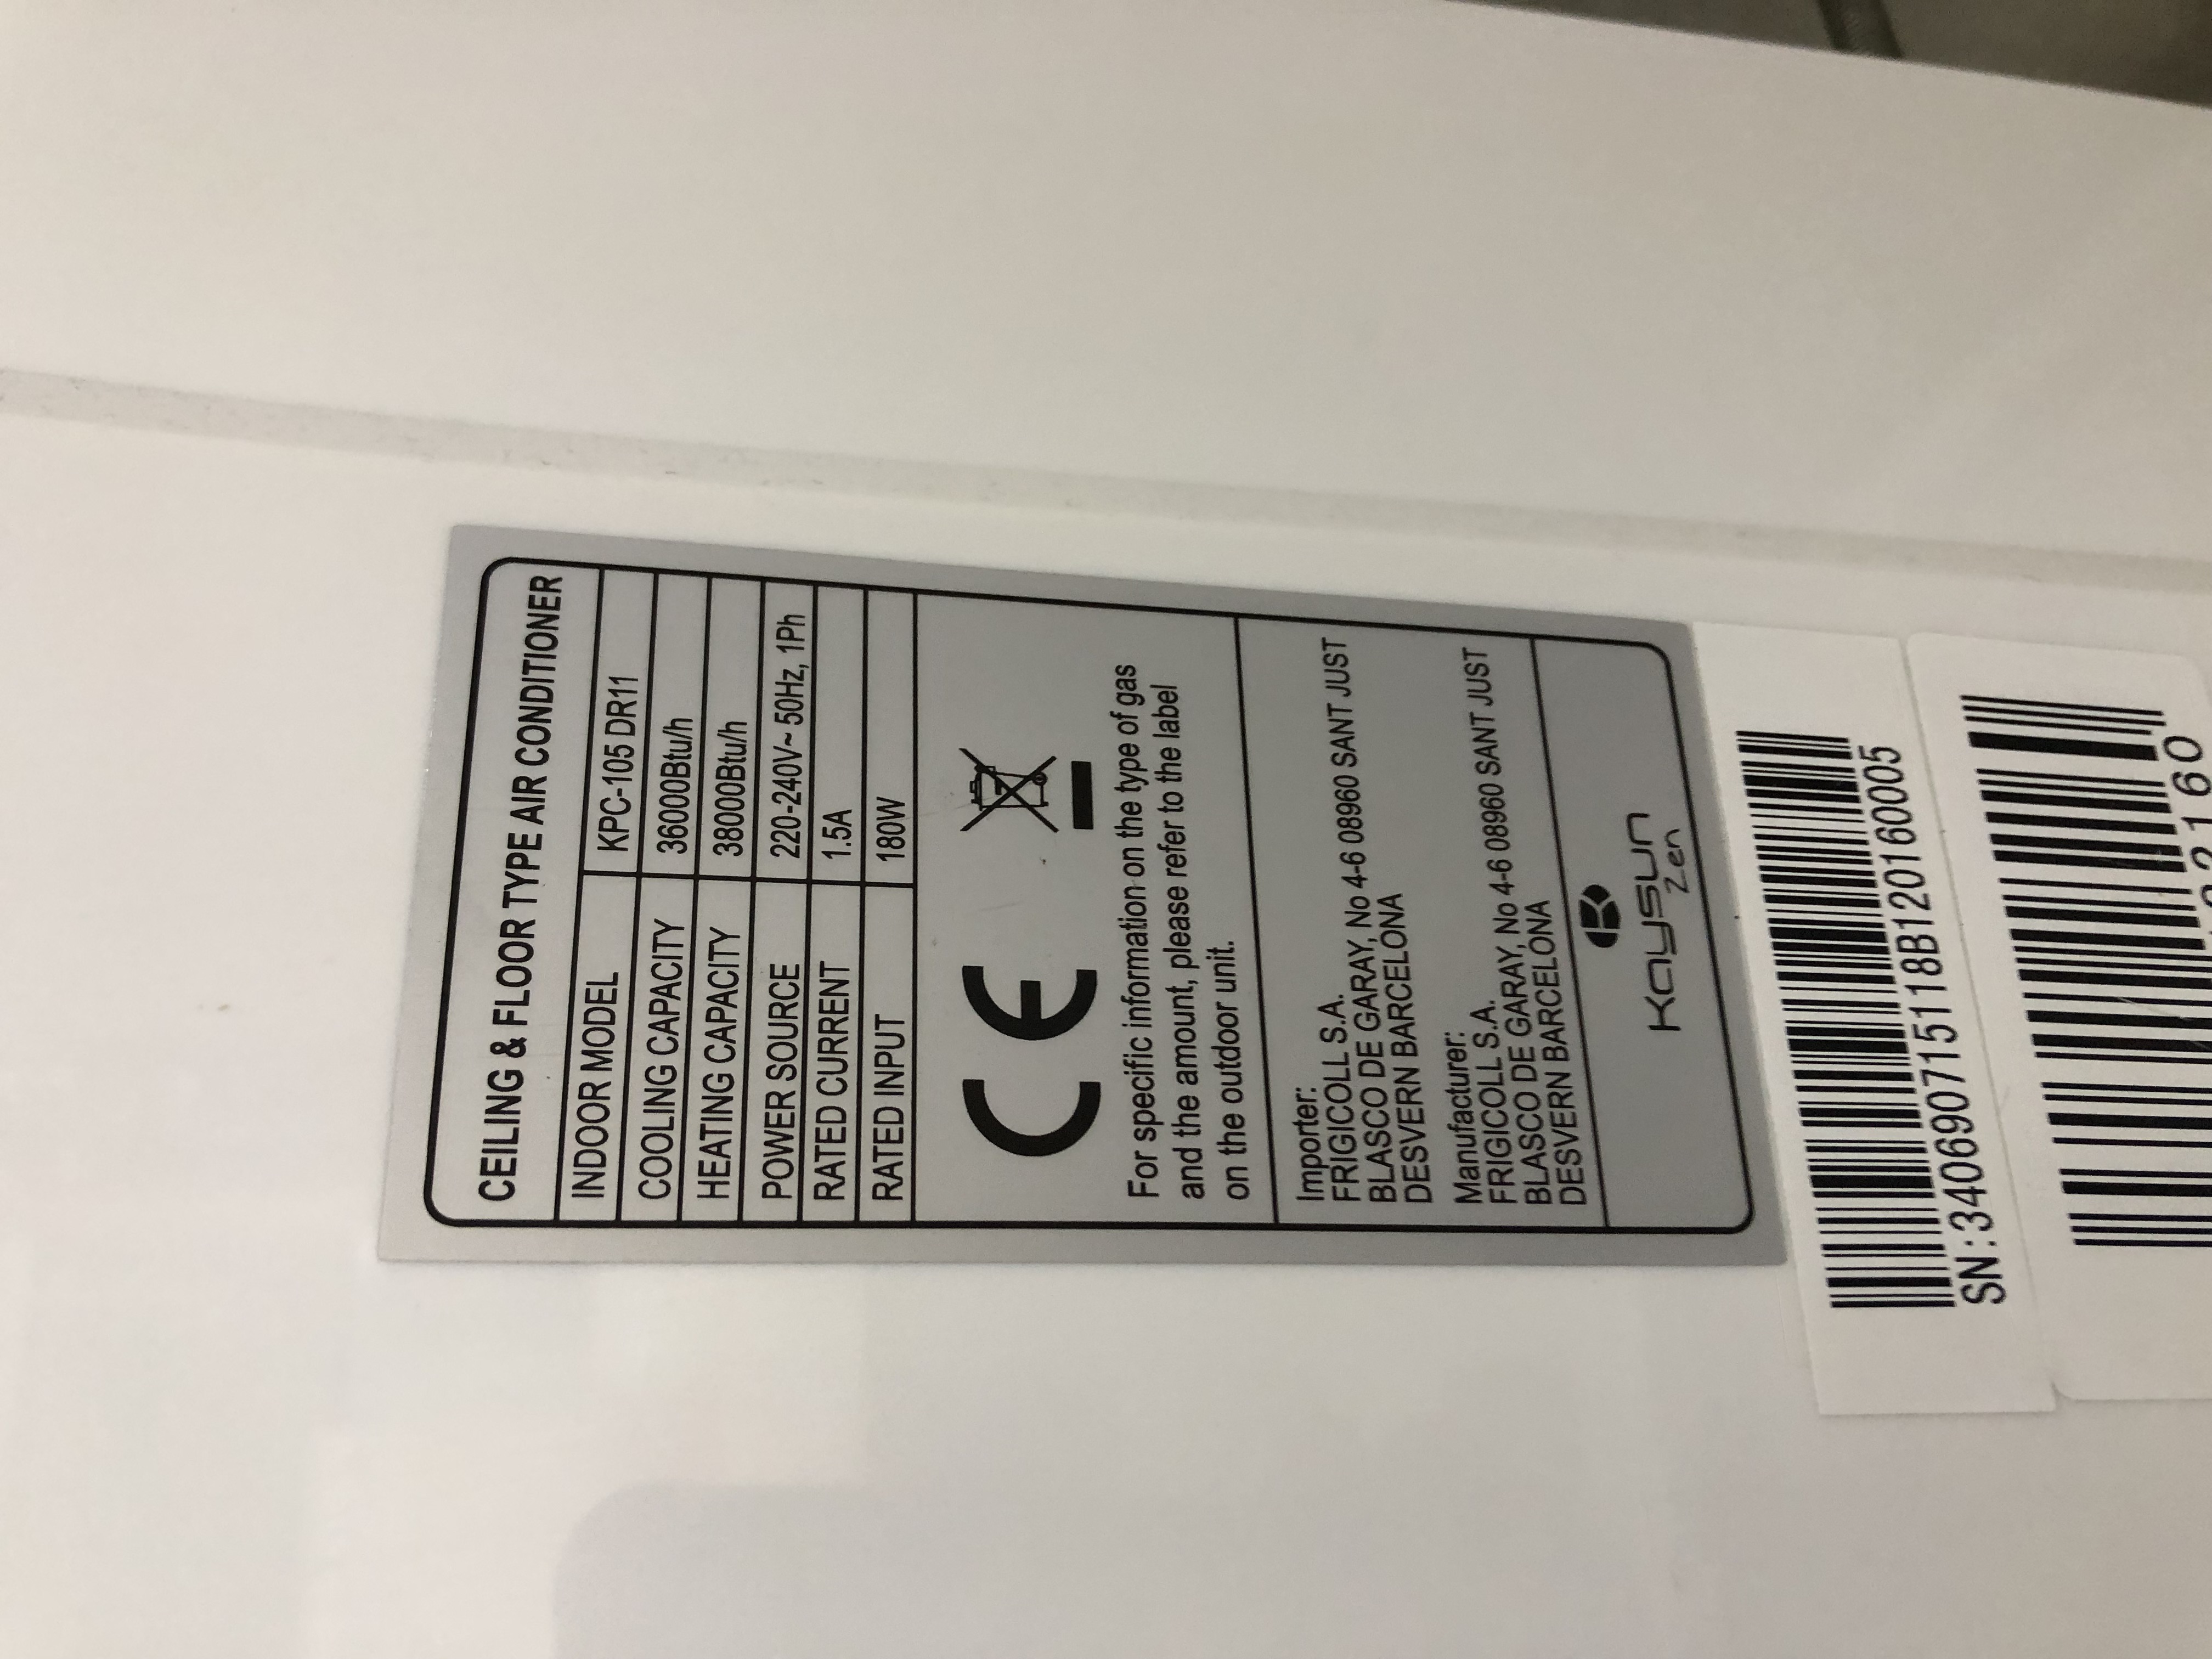 CEILING & FLOOR TYPE AIR CONDITIONER
INDOOR MODEL KPC-105 DR11
COOLING CAPACITY 36000Btu/h
HEATING CAPACITY 38000Btu/h
POWER SOURCE 220-240V~ 50Hz, 1Ph
RATED CURRENT 1.5A
RATED INPUT 180W
CE
For specific information on the type of gas
and the amount, please refer to the label
on the outdoor unit.
Importer:
FRIGICOLL S.A.
BLASCO DE GARAY, No 4-6 08960 SANT JUST
DESVERN BARCELONA
Manufacturer:
FRIGICOLL S.A.
BLASCO DE GARAY, No 4-6 08960 SANT JUST
DESVERN BARCELONA
Kaysun
Zen
SN:340690715118B120160005